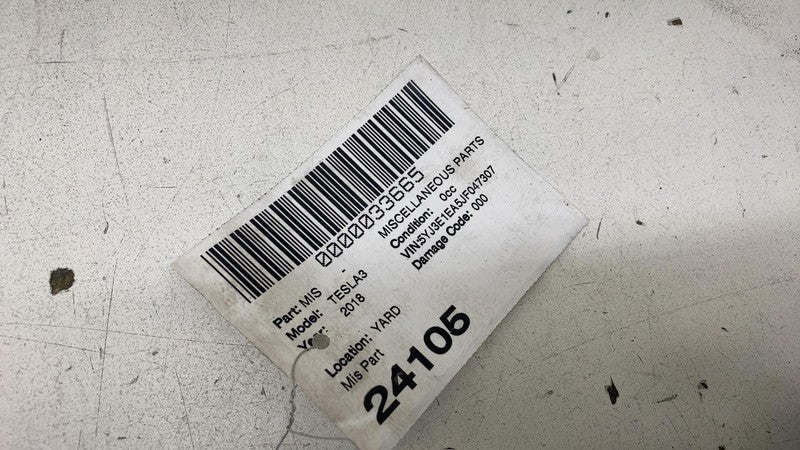 0000033665
Part: MIS - MISCELLANEOUS PARTS
Model: TESLA3 Condition: 0cc
Year: 2018 VIN:5YJ3E1EA5JF047307
Damage Code: 000
Location: YARD
Mis Part
24105